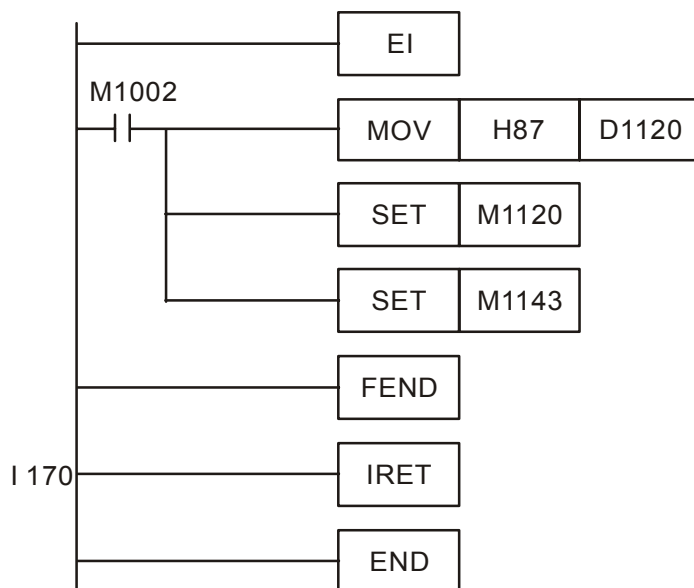 EI
M1002
MOV H87 D1120
SET M1120
SET M1143
FEND
I 170 IRET
END